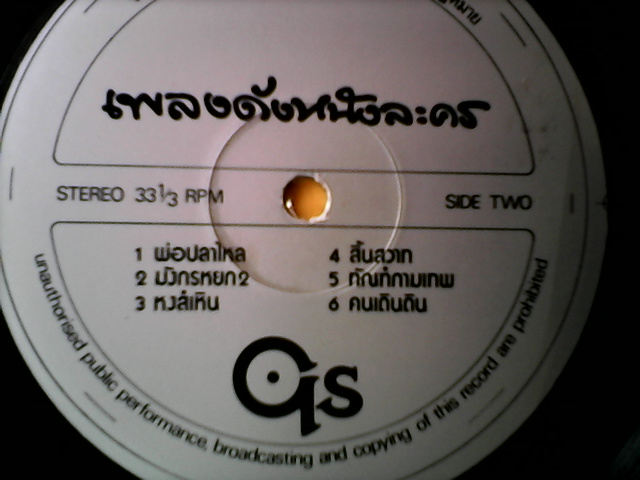 เพลงดังหนังละคร
STEREO 33⅓ RPM
SIDE TWO
1 พ่อปลาไหล
2 มังกรหยก2
3 หงส์เหิน
4 สิ้นสวาท
5 ทัณฑ์กามเทพ
6 คนเดินดิน
unauthorised public performance, broadcasting and copying of this record are prohibited